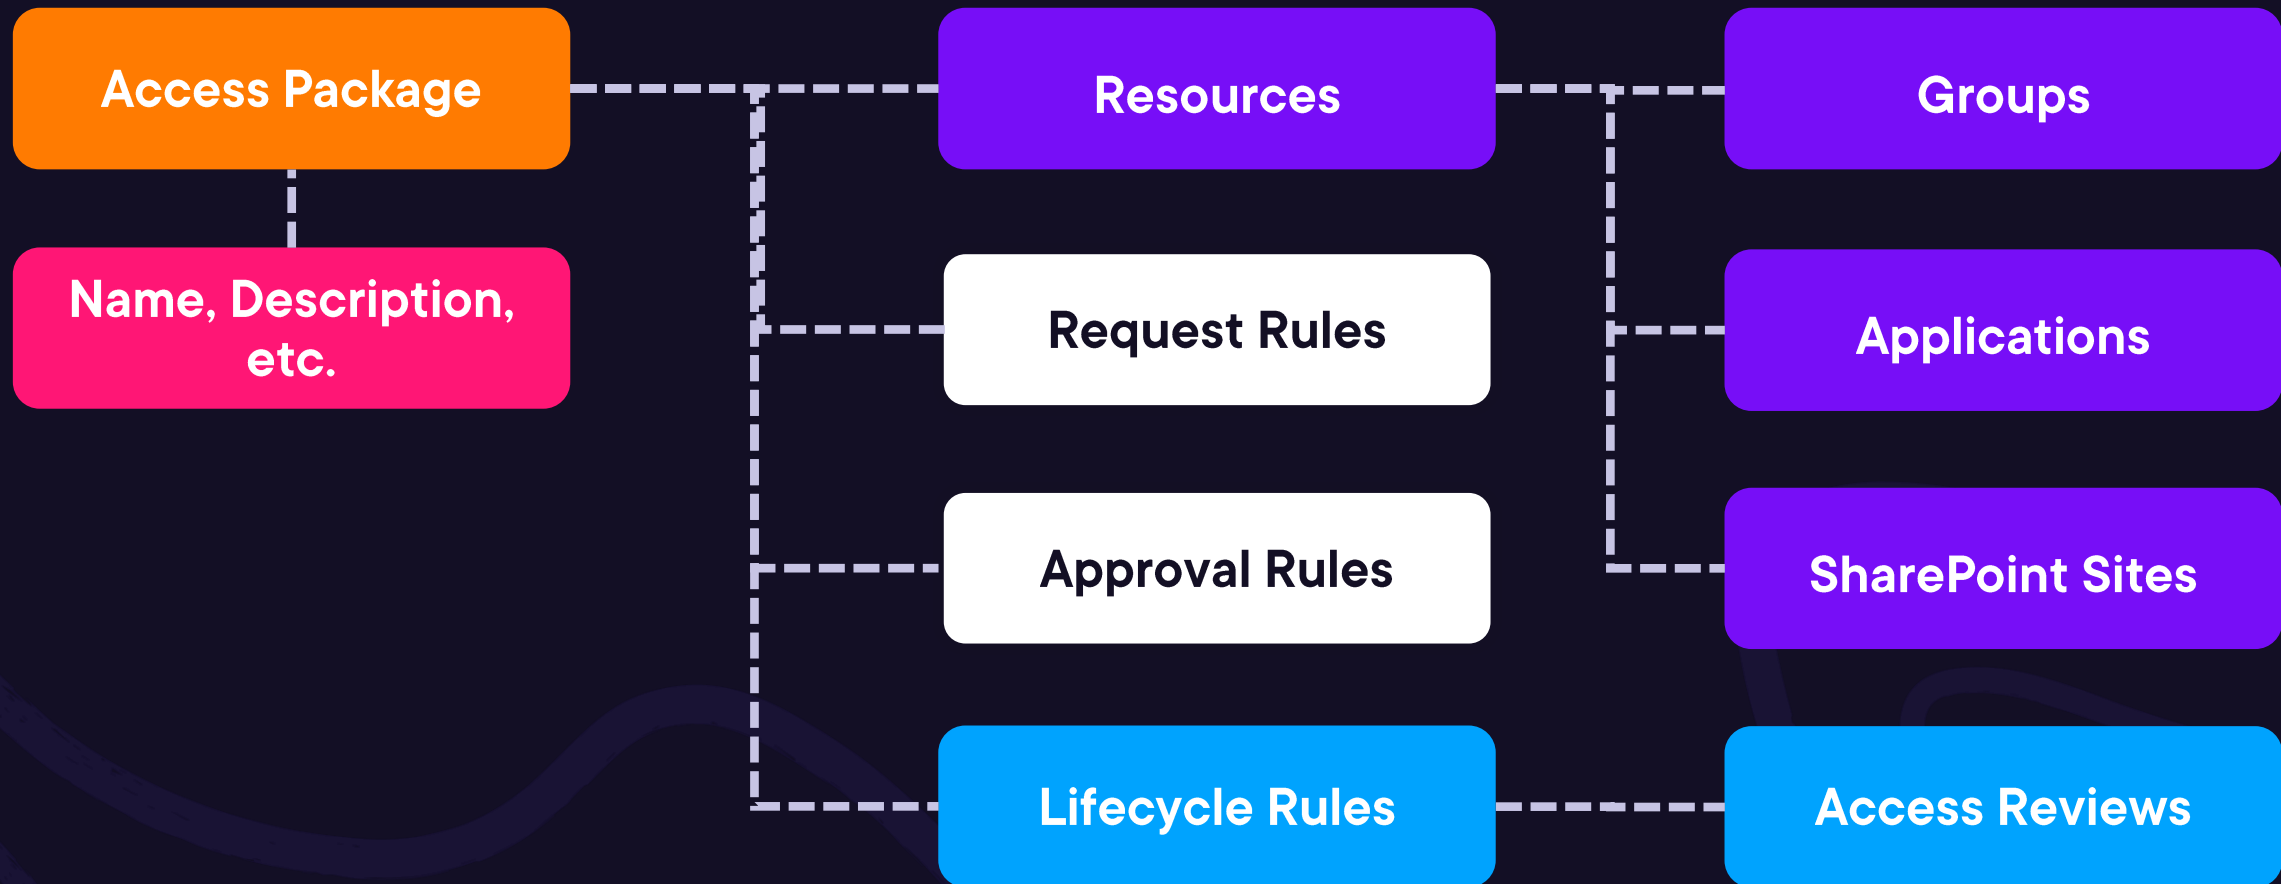 Access Package
Resources
Groups
Name, Description,
etc.
Request Rules
Applications
Approval Rules
SharePoint Sites
Lifecycle Rules
Access Reviews